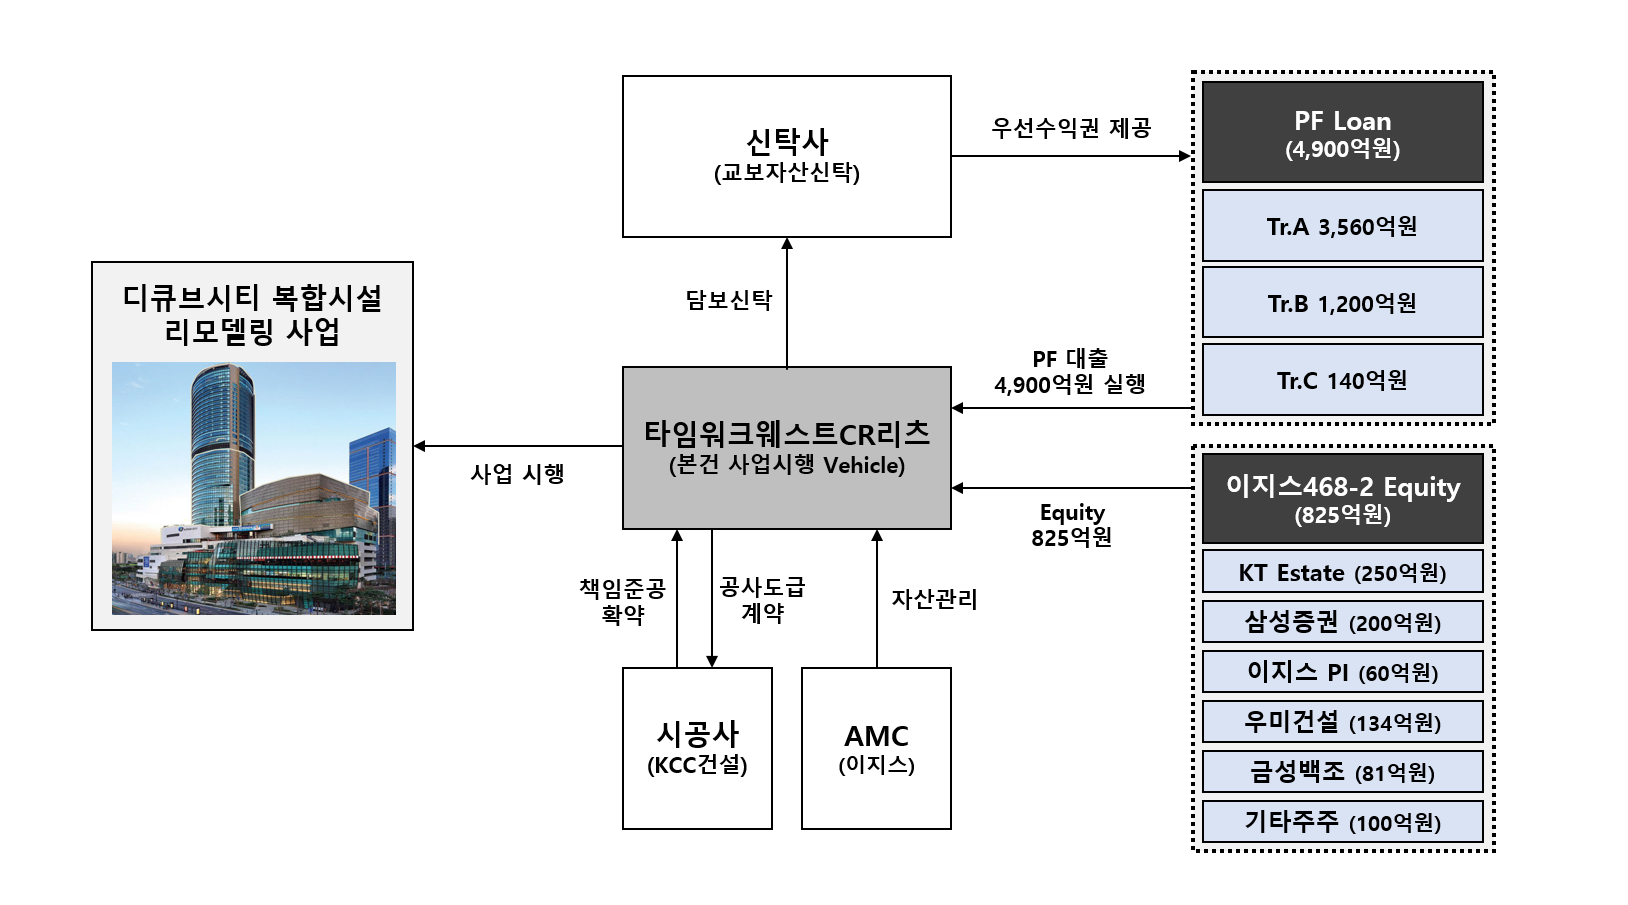 신탁사
(교보자산신탁)
우선수익권 제공
PF Loan
(4,900억원)
Tr.A 3,560억원
Tr.B 1,200억원
Tr.C 140억원
담보신탁
PF 대출
4,900억원 실행
디큐브시티 복합시설
리모델링 사업
사업 시행
타임워크웨스트CR리츠
(본건 사업시행 Vehicle)
Equity
825억원
이지스468-2 Equity
(825억원)
KT Estate (250억원)
삼성증권 (200억원)
이지스 PI (60억원)
우미건설 (134억원)
금성백조 (81억원)
기타주주 (100억원)
책임준공
확약
공사도급
계약
자산관리
시공사
(KCC건설)
AMC
(이지스)